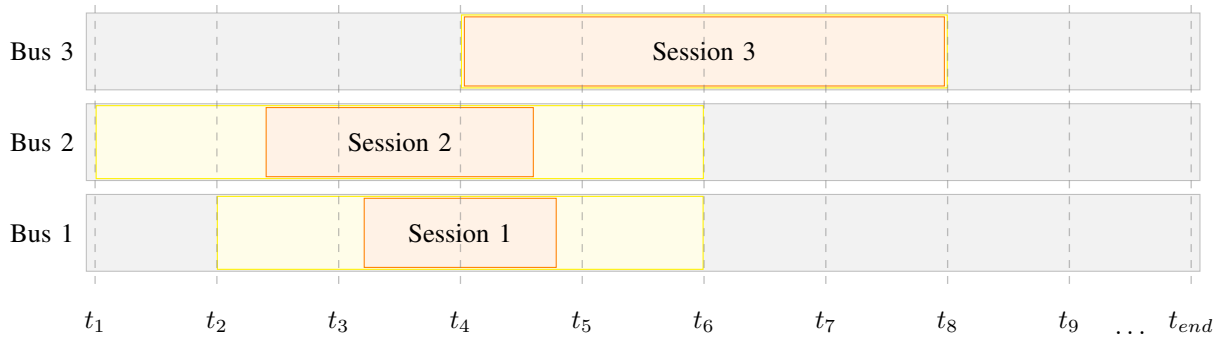 Bus 3 Session 3
Bus 2 Session 2
Bus 1 Session 1
t1 t2 t3 t4 t5 t6 t7 t8 t9 ... tend